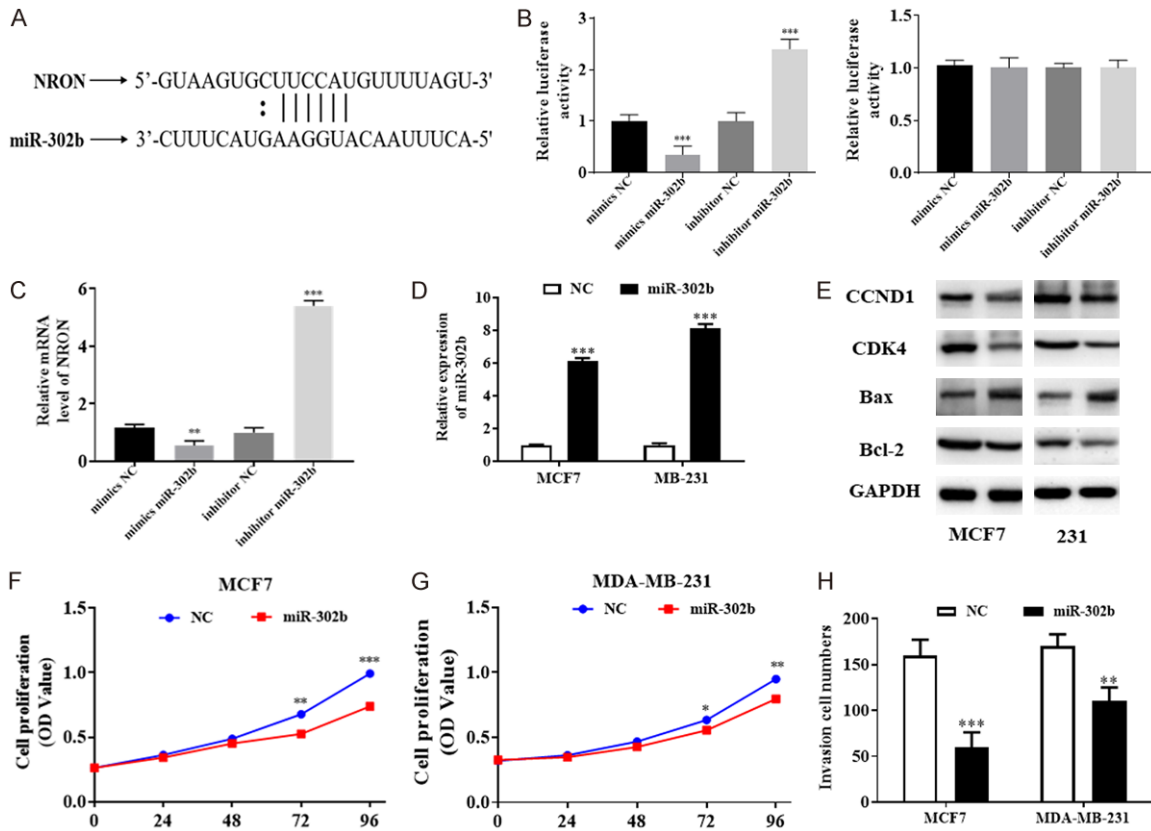 A
NRON
5'-GUAAGUGCUUCCAUGUUUUAGU-3'
miR-302b
3'-CUUUCAUGAAGGUACAAUUUCA-5'
B
Relative luciferase
activity
3
2
1
0
***
***
mimics NC
mimics miR-302b
inhibitor NC
inhibitor miR-302b
Relative luciferase
activity
1.5
1.0
0.5
0.0
mimics NC
mimics miR-302b
inhibitor NC
inhibitor miR-302b
C
Relative mRNA
level of NRON
6
4
2
0
**
***
mimics NC
mimics miR-302b
inhibitor NC
inhibitor miR-302b
D
NC
miR-302b
Relative expression
of miR-302b
10
8
6
4
2
0
***
***
MCF7
MB-231
E
CCND1
CDK4
Bax
Bcl-2
GAPDH
MCF7
231
F
MCF7
NC
miR-302b
Cell proliferation
(OD Value)
1.5
1.0
0.5
0.0
**
***
0 24 48 72 96
G
MDA-MB-231
NC
miR-302b
Cell proliferation
(OD Value)
1.5
1.0
0.5
0.0
*
**
0 24 48 72 96
H
NC
miR-302b
Invasion cell numbers
200
150
100
50
0
***
**
MCF7
MDA-MB-231